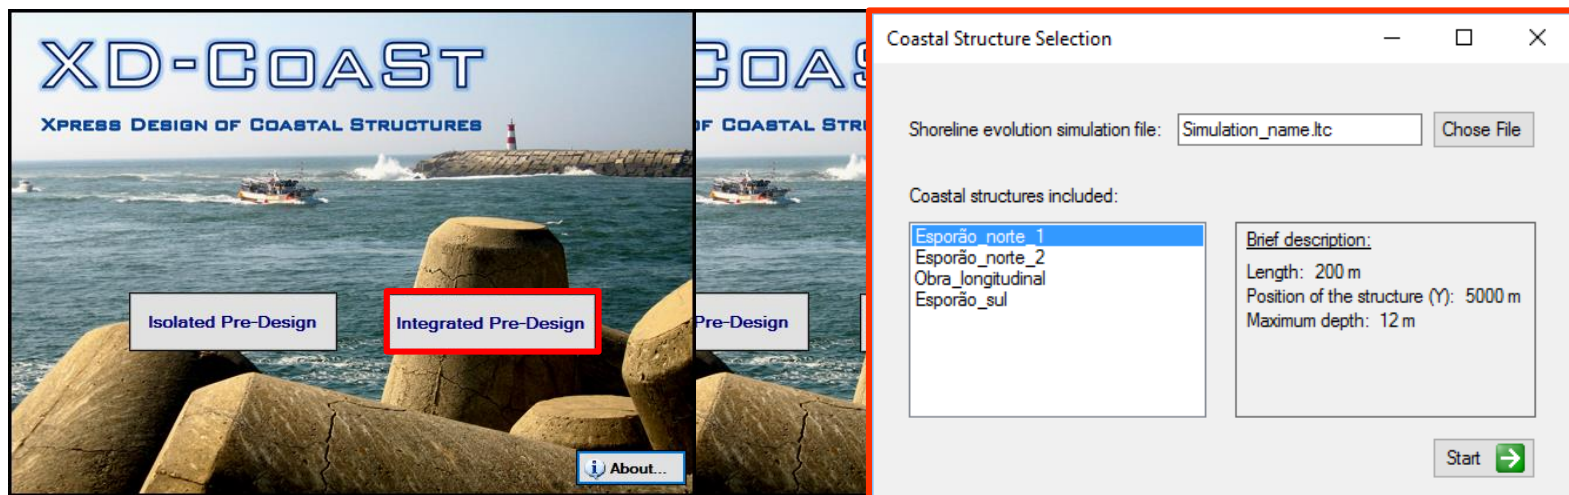 XD-COAST
XPRESS DESIGN OF COASTAL STRUCTURES
Isolated Pre-Design
Integrated Pre-Design
About...
COAS
OF COASTAL STRU
Pre-Design
Coastal Structure Selection
Shoreline evolution simulation file: Simulation_name.ltc Chose File
Coastal structures included:
Esporão_norte_1
Esporão_norte_2
Obra_longitudinal
Esporão_sul
Brief description:
Length: 200 m
Position of the structure (Y): 5000 m
Maximum depth: 12 m
Start